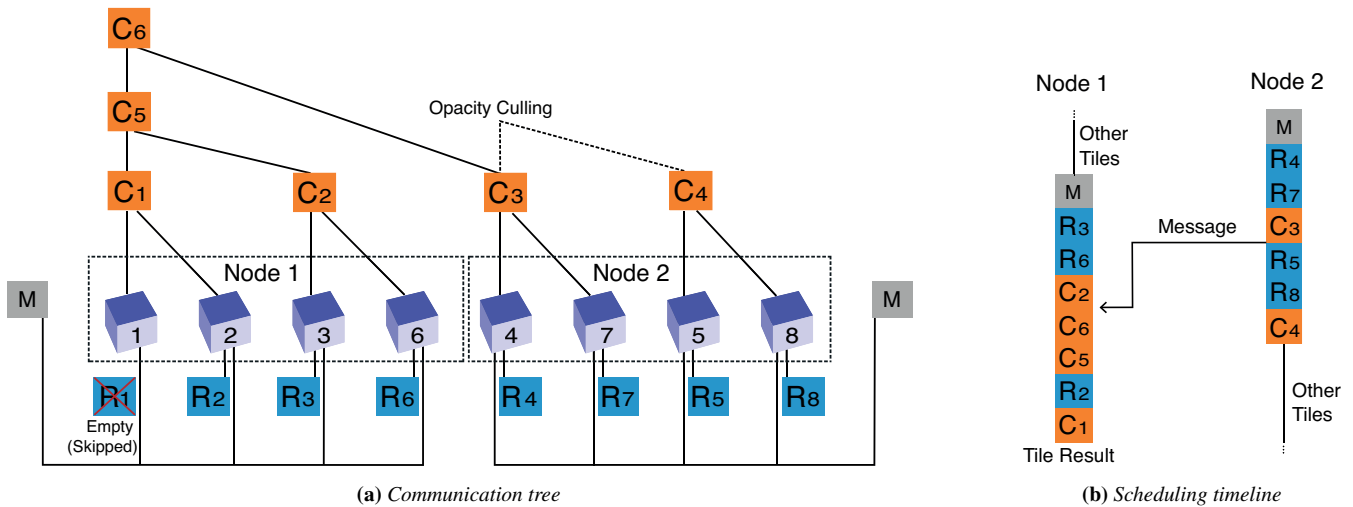 C6
C5
Opacity Culling
C1 C2 C3 C4
Node 1 Node 2
M M
1 2 3 6 4 7 5 8
R1 R2 R3 R6 R4 R7 R5 R8
Empty
(Skipped)
(a) Communication tree
Node 1
Other
Tiles
M
R3
R6
C2
C6
C5
R2
C1
Tile Result
Message
Node 2
M
R4
R7
C3
R5
R8
C4
Other
Tiles
(b) Scheduling timeline